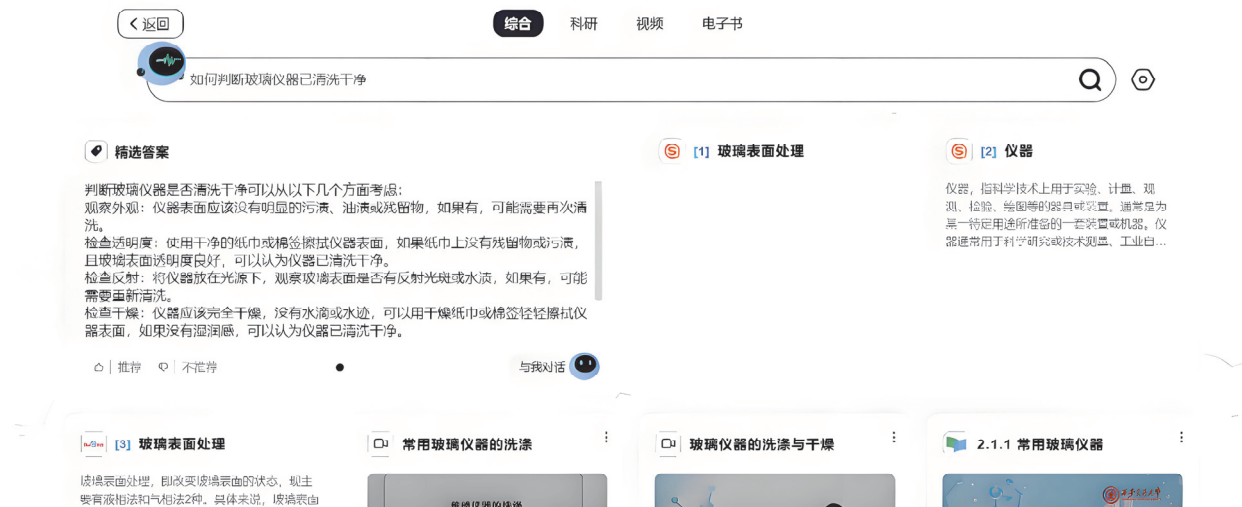 返回
综合 科研 视频 电子书
如何判断玻璃仪器已清洗干净
精选答案
判断玻璃仪器是否清洗干净可以从以下几个方面考虑：
观察外观：仪器表面应该没有明显的污渍、油渍或残留物，如果有，可能需要再次清
洗。
检查透明度：使用干净的纸巾或棉签擦拭仪器表面，如果纸巾上没有残留物或污渍，
且玻璃表面透明度良好，可以认为仪器已清洗干净。
检查反射：将仪器放在光源下，观察玻璃表面是否有反射光斑或水渍，如果有，可能
需要重新清洗。
检查干燥：仪器应该完全干燥，没有水滴或水迹，可以用干燥纸巾或棉签轻轻擦拭仪
器表面，如果没有湿润感，可以认为仪器已清洗干净。
推荐 不推荐
与我对话
[1] 玻璃表面处理
[2] 仪器
仪器，指科学技术上用于实验、计量、观
测、检验、绘图等的器具或装置。通常是为
某一特定用途所准备的一套装置或机器。仪
器通常用于科学研究或技术测量、工业自...
[3] 玻璃表面处理
玻璃表面处理，即改变玻璃表面的状态，现主
要有液相法和气相法2种。具体来说，玻璃表面
常用玻璃仪器的洗涤
玻璃仪器的洗涤与干燥
2.1.1 常用玻璃仪器